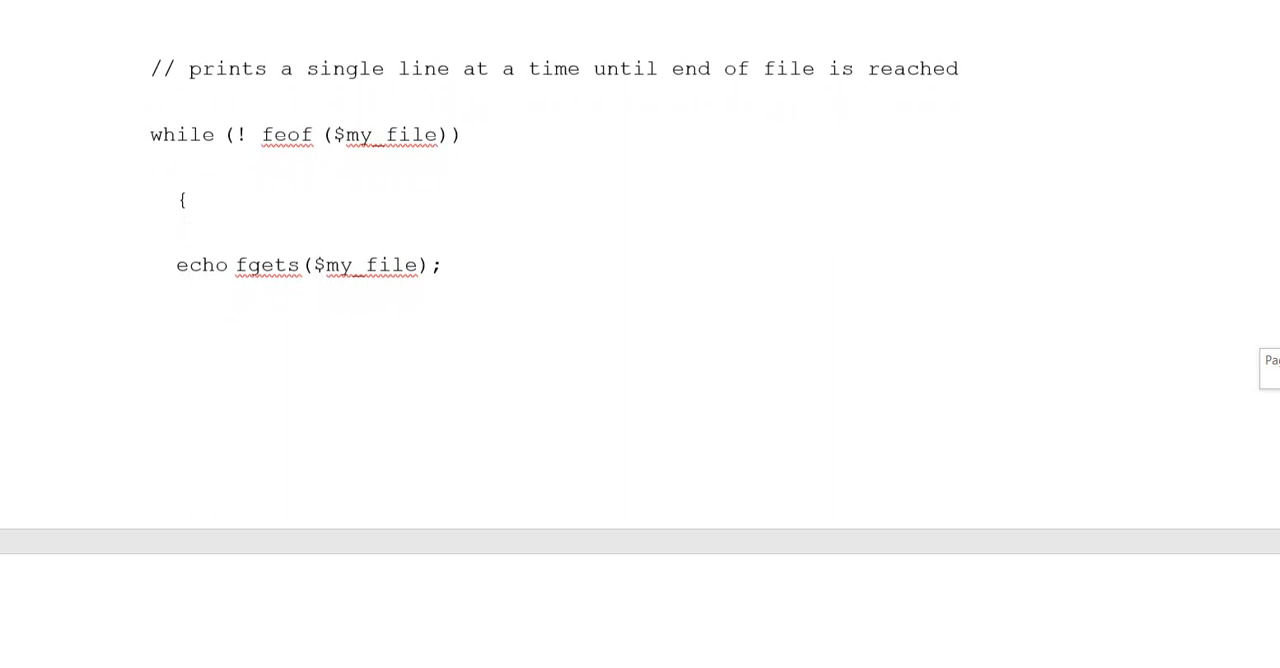 // prints a single line at a time until end of file is reached
while (! feof ($my_file))
{
echo fgets($my_file);